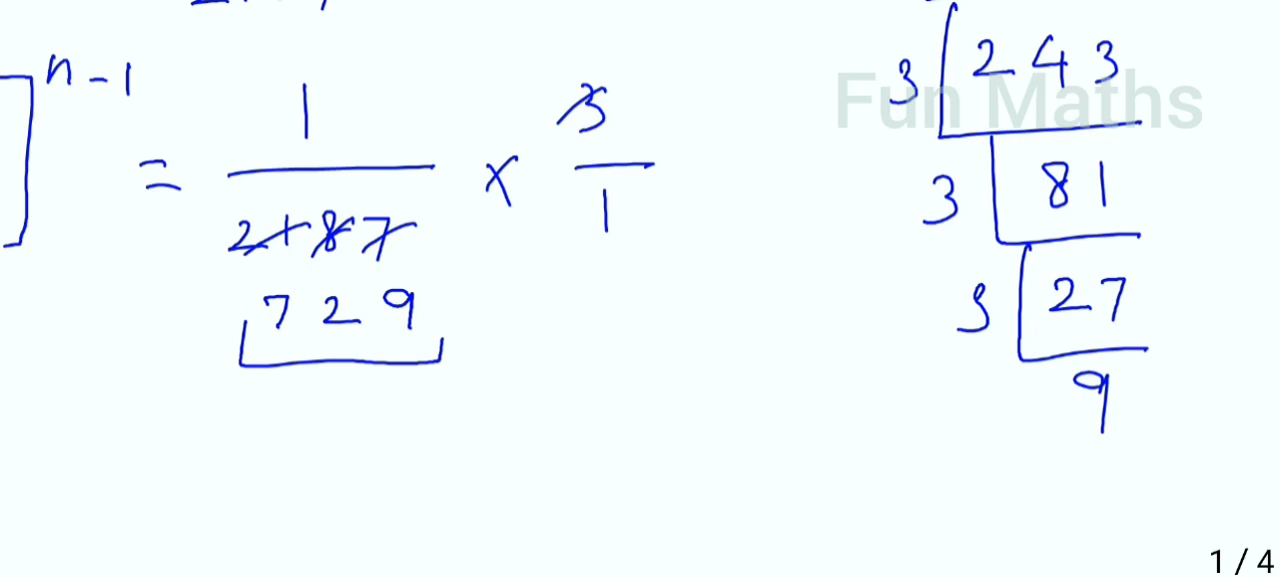 ]^{n-1} = 1/2187 × 3/1
729
3 | 243
3 | 81
3 | 27
9
Fun Maths
1 / 4